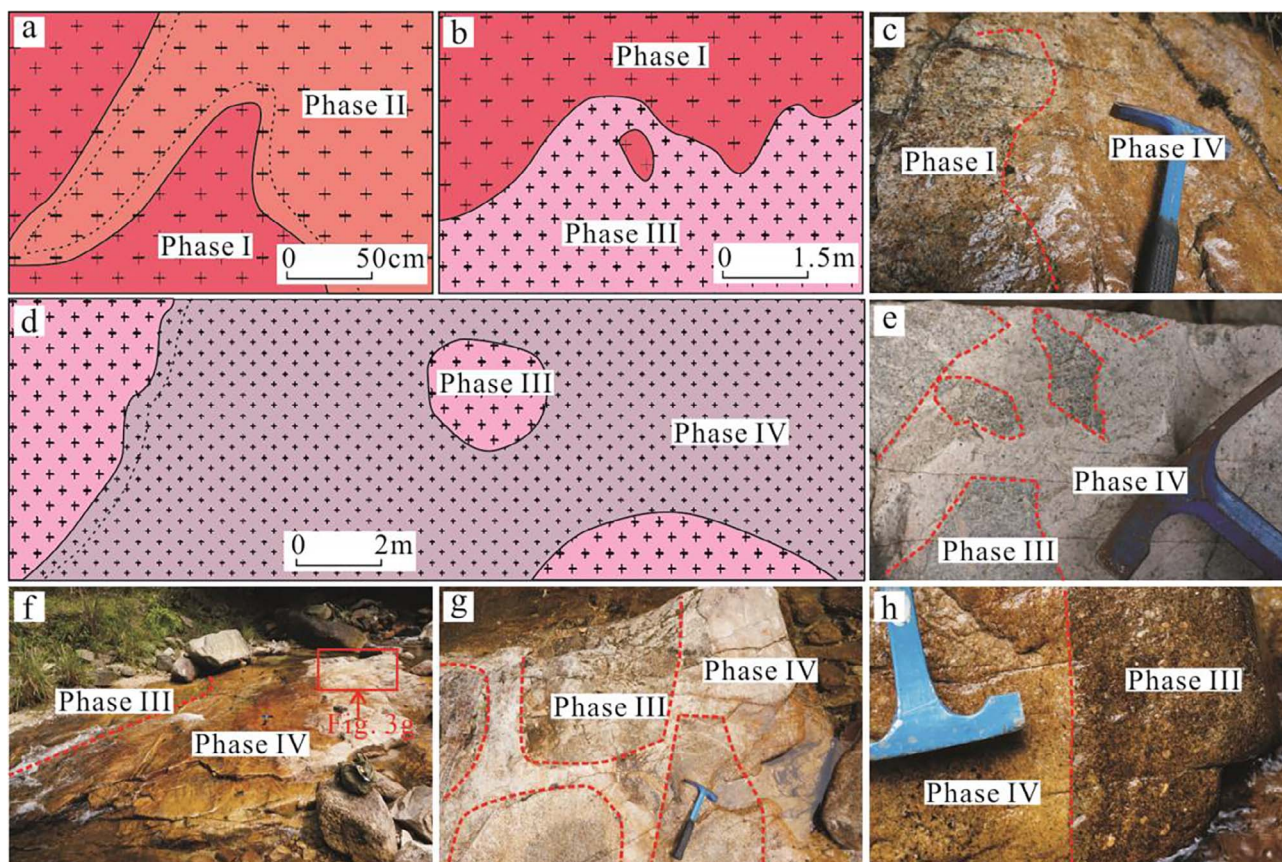 a
Phase II
Phase I
0 50cm
b
Phase I
Phase III
0 1.5m
c
Phase I
Phase IV
d
Phase III
Phase IV
0 2m
e
Phase IV
Phase III
f
Phase III
Phase IV
Fig. 3g
g
Phase IV
Phase III
h
Phase III
Phase IV